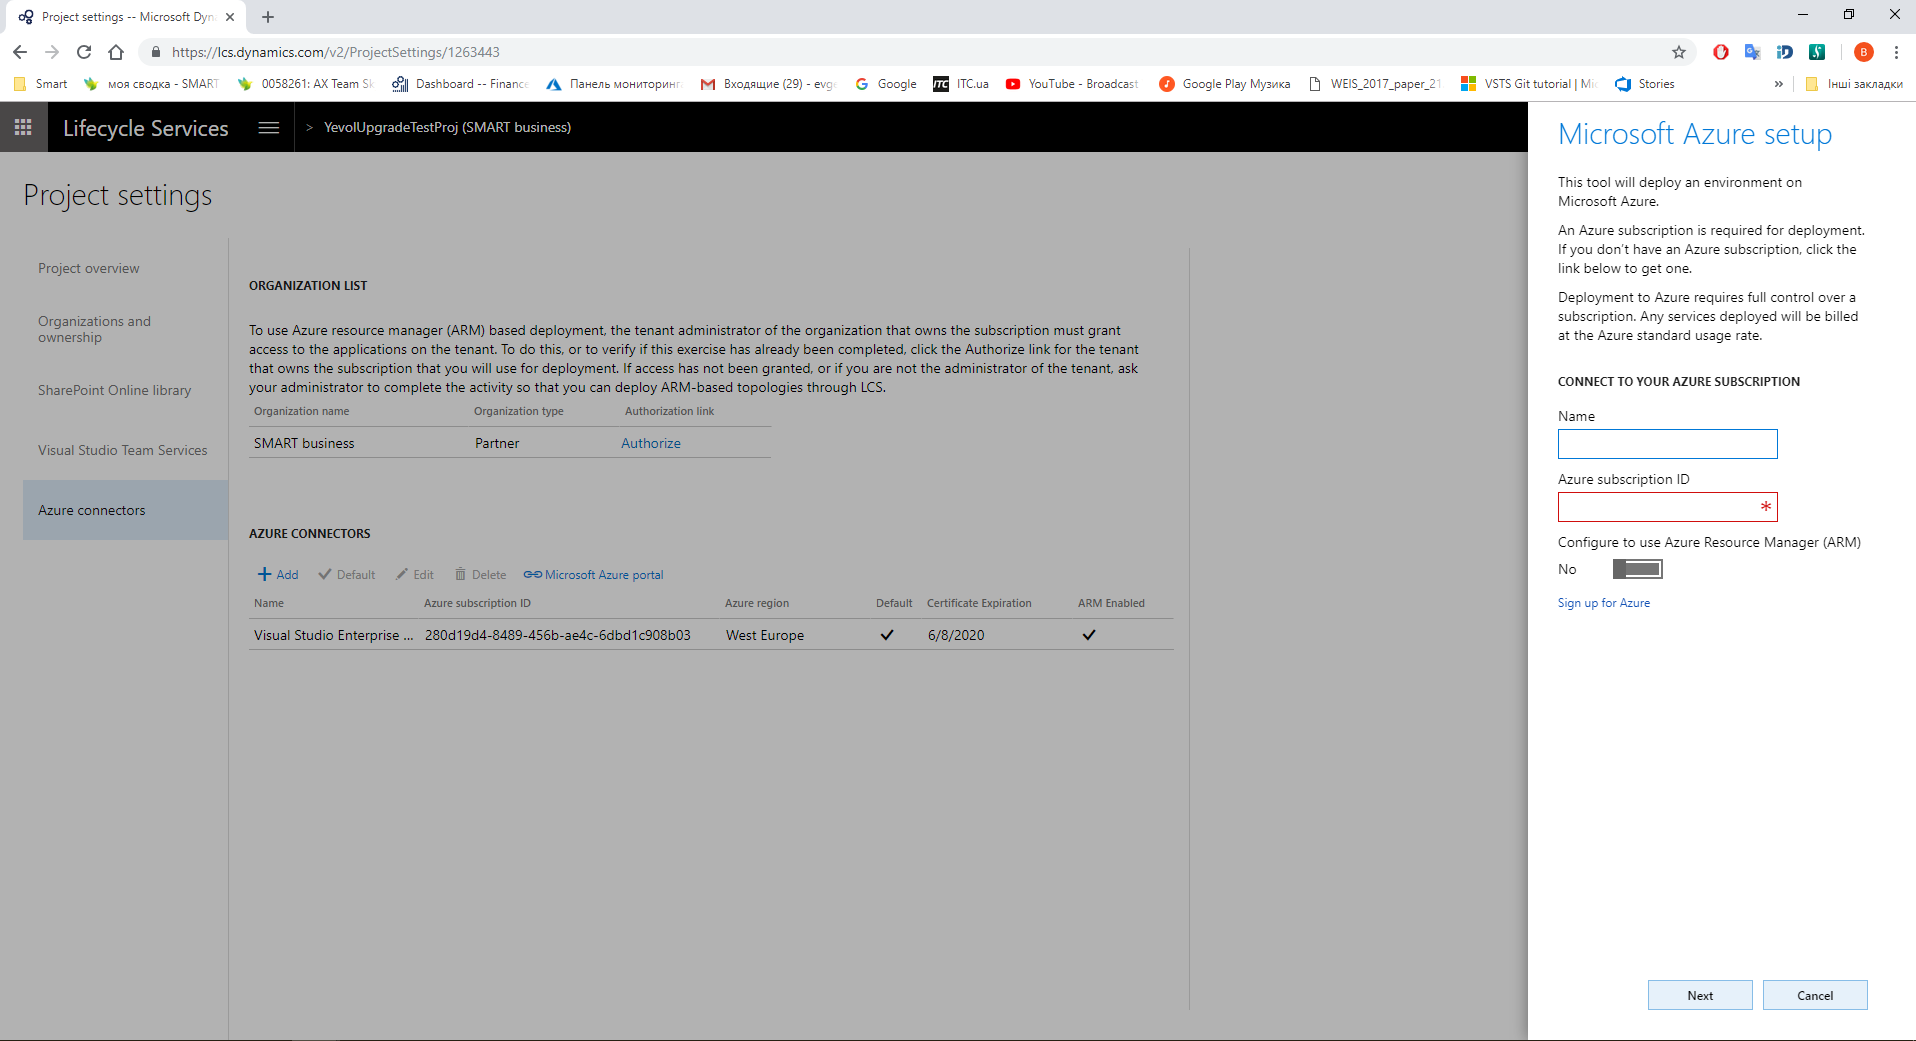 Project settings -- Microsoft Dyn
https://lcs.dynamics.com/v2/ProjectSettings/1263443
B
Smart
моя сводка - SMART
0058261: AX Team Sk
Dashboard -- Finance
Панель мониторинг
Входящие (29) - evge
Google
ITC.ua
YouTube - Broadcast
Google Play Музика
WEIS_2017_paper_21
VSTS Git tutorial | Mic
Stories
»
Інші закладки
Lifecycle Services
> YevolUpgradeTestProj (SMART business)
Project settings
Project overview
Organizations and
ownership
SharePoint Online library
Visual Studio Team Services
Azure connectors
ORGANIZATION LIST
To use Azure resource manager (ARM) based deployment, the tenant administrator of the organization that owns the subscription must grant
access to the applications on the tenant. To do this, or to verify if this exercise has already been completed, click the Authorize link for the tenant
that owns the subscription that you will use for deployment. If access has not been granted, or if you are not the administrator of the tenant, ask
your administrator to complete the activity so that you can deploy ARM-based topologies through LCS.
Organization name Organization type Authorization link
SMART business Partner Authorize
AZURE CONNECTORS
Add Default Edit Delete Microsoft Azure portal
Name Azure subscription ID Azure region Default Certificate Expiration ARM Enabled
Visual Studio Enterprise ... 280d19d4-8489-456b-ae4c-6dbd1c908b03 West Europe 6/8/2020
Microsoft Azure setup
This tool will deploy an environment on
Microsoft Azure.
An Azure subscription is required for deployment.
If you don't have an Azure subscription, click the
link below to get one.
Deployment to Azure requires full control over a
subscription. Any services deployed will be billed
at the Azure standard usage rate.
CONNECT TO YOUR AZURE SUBSCRIPTION
Name
Azure subscription ID
*
Configure to use Azure Resource Manager (ARM)
No
Sign up for Azure
Next Cancel